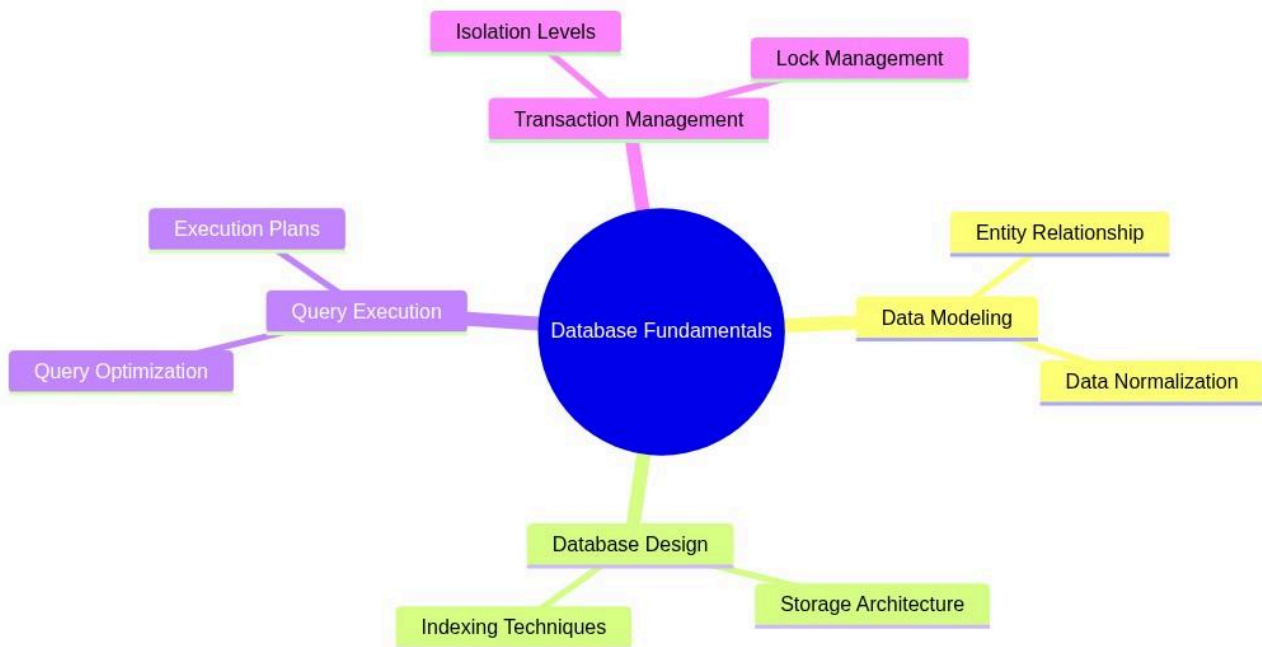 Isolation Levels
Lock Management
Transaction Management
Execution Plans
Entity Relationship
Query Execution
Data Modeling
Database Fundamentals
Query Optimization
Data Normalization
Database Design
Storage Architecture
Indexing Techniques